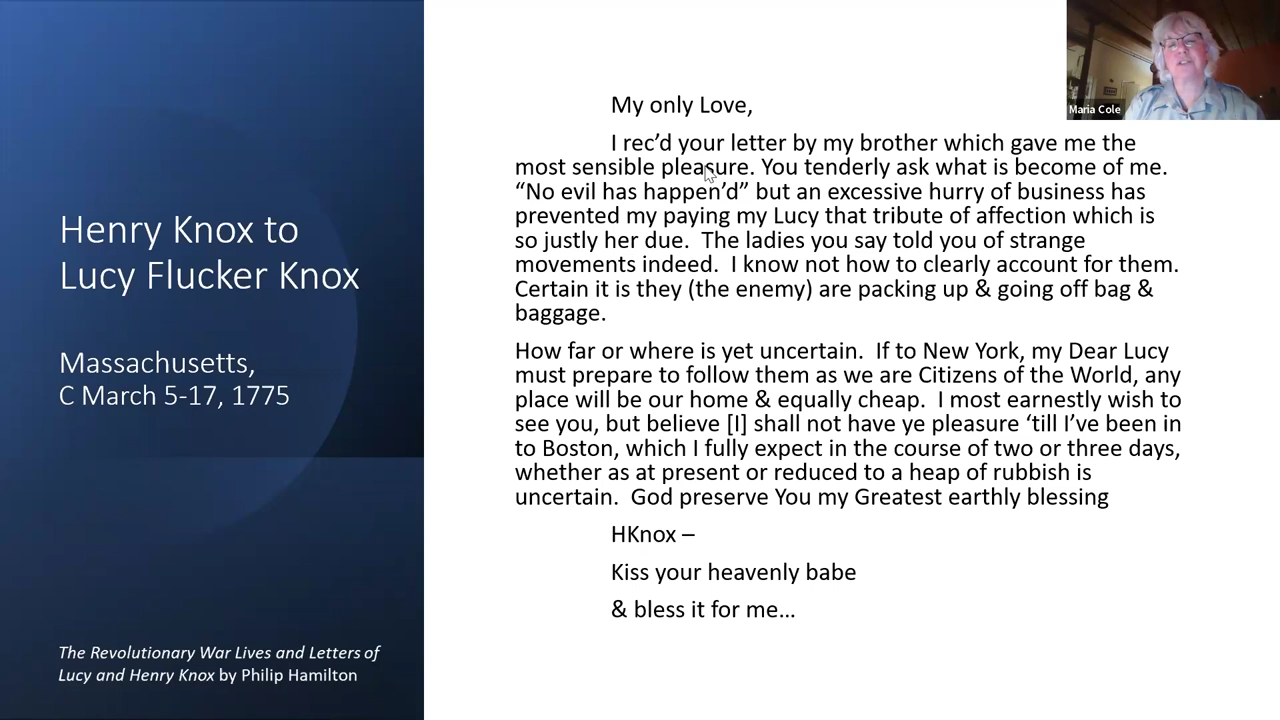 Henry Knox to
Lucy Flucker Knox
Massachusetts,
C March 5-17, 1775
The Revolutionary War Lives and Letters of
Lucy and Henry Knox by Philip Hamilton
My only Love,
I rec’d your letter by my brother which gave me the
most sensible pleasure. You tenderly ask what is become of me.
“No evil has happen’d” but an excessive hurry of business has
prevented my paying my Lucy that tribute of affection which is
so justly her due.  The ladies you say told you of strange
movements indeed.  I know not how to clearly account for them.
Certain it is they (the enemy) are packing up & going off bag &
baggage.
How far or where is yet uncertain.  If to New York, my Dear Lucy
must prepare to follow them as we are Citizens of the World, any
place will be our home & equally cheap.  I most earnestly wish to
see you, but believe [I] shall not have ye pleasure ‘till I’ve been in
to Boston, which I fully expect in the course of two or three days,
whether as at present or reduced to a heap of rubbish is
uncertain.  God preserve You my Greatest earthly blessing
HKnox –
Kiss your heavenly babe
& bless it for me…
Maria Cole